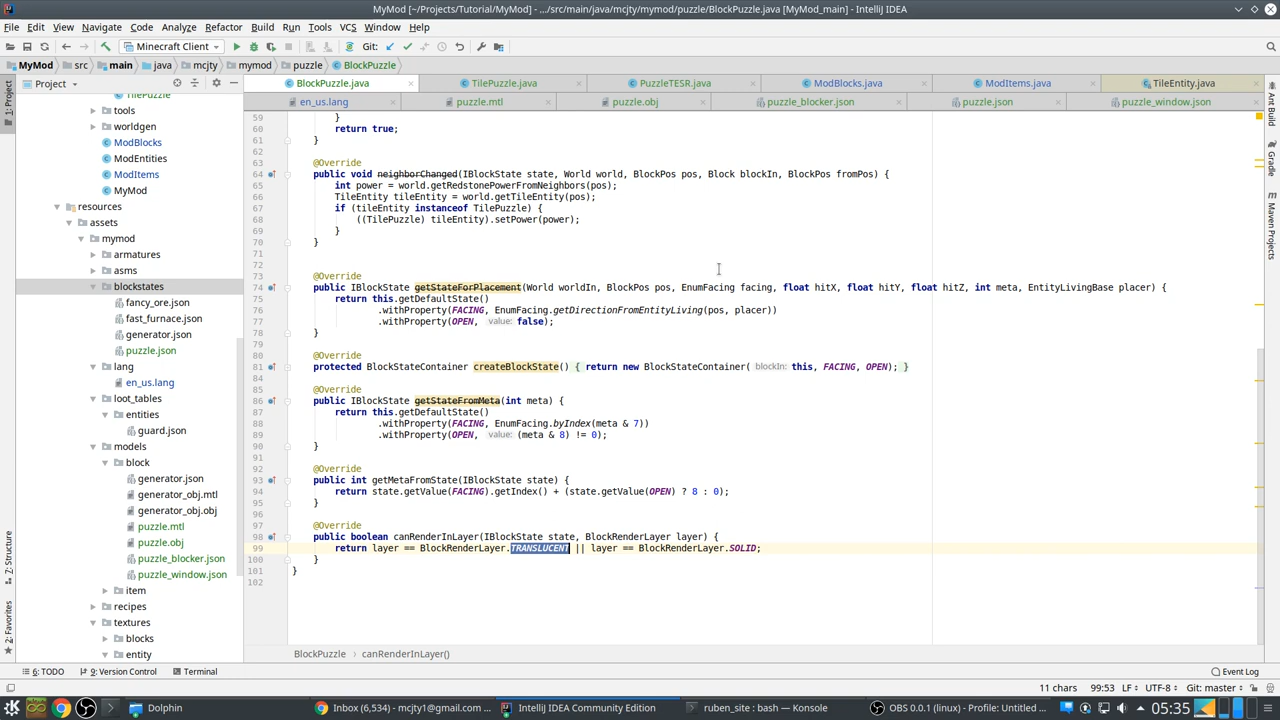 MyMod [~/Projects/Tutorial/MyMod] - .../src/main/java/mcjty/mymod/puzzle/BlockPuzzle.java [MyMod_main] - IntelliJ IDEA
File Edit View Navigate Code Analyze Refactor Build Run Tools VCS Window Help
Minecraft Client Git:
MyMod src main java mcjty mymod puzzle BlockPuzzle
Project
BlockPuzzle.java TilePuzzle.java PuzzleTESR.java ModBlocks.java ModItems.java TileEntity.java
en_us.lang puzzle.mtl puzzle.obj puzzle_blocker.json puzzle.json puzzle_window.json
1: Project
7: Structure
2: Favorites
Ant Build
Gradle
Maven Projects
TilePuzzle
tools
worldgen
ModBlocks
ModEntities
ModItems
MyMod
resources
assets
mymod
armatures
asms
blockstates
fancy_ore.json
fast_furnace.json
generator.json
puzzle.json
lang
en_us.lang
loot_tables
entities
guard.json
models
block
generator.json
generator_obj.mtl
generator_obj.obj
puzzle.mtl
puzzle.obj
puzzle_blocker.json
puzzle_window.json
item
recipes
textures
blocks
entity
59 }
60 return true;
61 }
62
63 @Override
64 public void neighborChanged(IBlockState state, World world, BlockPos pos, Block blockIn, BlockPos fromPos) {
65 int power = world.getRedstonePowerFromNeighbors(pos);
66 TileEntity tileEntity = world.getTileEntity(pos);
67 if (tileEntity instanceof TilePuzzle) {
68 ((TilePuzzle) tileEntity).setPower(power);
69 }
70 }
71
72
73 @Override
74 public IBlockState getStateForPlacement(World worldIn, BlockPos pos, EnumFacing facing, float hitX, float hitY, float hitZ, int meta, EntityLivingBase placer) {
75 return this.getDefaultState()
76 .withProperty(FACING, EnumFacing.getDirectionFromEntityLiving(pos, placer))
77 .withProperty(OPEN, value: false);
78 }
79
80 @Override
81 protected BlockStateContainer createBlockState() { return new BlockStateContainer( blockIn: this, FACING, OPEN); }
84
85 @Override
86 public IBlockState getStateFromMeta(int meta) {
87 return this.getDefaultState()
88 .withProperty(FACING, EnumFacing.byIndex(meta & 7))
89 .withProperty(OPEN, value: (meta & 8) != 0);
90 }
91
92 @Override
93 public int getMetaFromState(IBlockState state) {
94 return state.getValue(FACING).getIndex() + (state.getValue(OPEN) ? 8 : 0);
95 }
96
97 @Override
98 public boolean canRenderInLayer(IBlockState state, BlockRenderLayer layer) {
99 return layer == BlockRenderLayer.TRANSLUCENT || layer == BlockRenderLayer.SOLID;
100 }
101 }
102
BlockPuzzle › canRenderInLayer()
6: TODO 9: Version Control Terminal Event Log
11 chars 99:53 LF UTF-8 Git: master
Dolphin Inbox (6,534) - mcjty1@gmail.com ... IntelliJ IDEA Community Edition ruben_site : bash — Konsole OBS 0.0.1 (linux) - Profile: Untitled ... 05:35